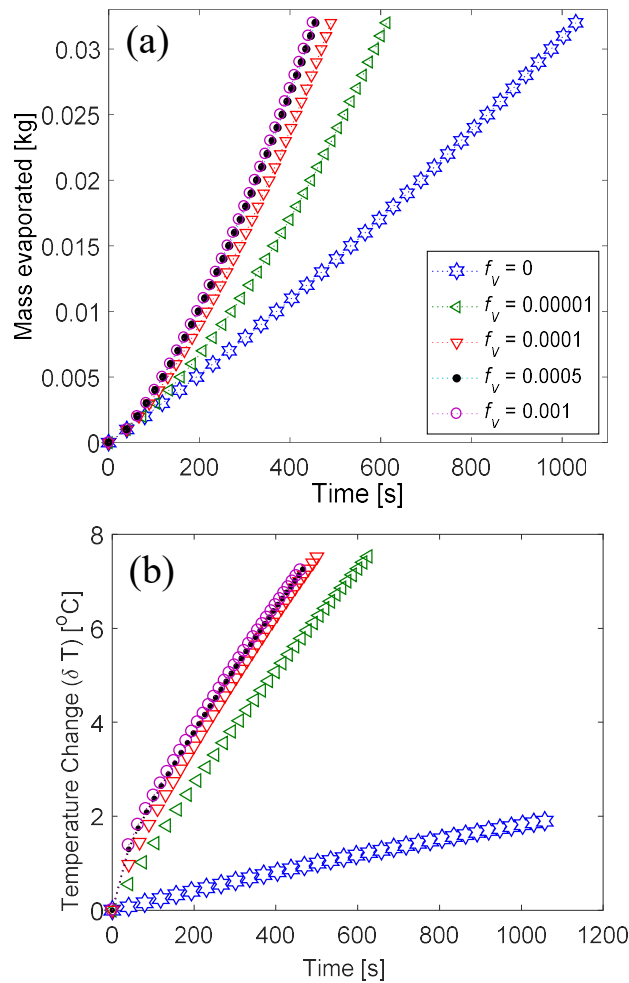 (a)
Mass evaporated [kg]
0.03
0.025
0.02
0.015
0.01
0.005
0
f_v = 0
f_v = 0.00001
f_v = 0.0001
f_v = 0.0005
f_v = 0.001
0 200 400 600 800 1000
Time [s]
(b)
Temperature Change (δ T) [°C]
8
6
4
2
0
0 200 400 600 800 1000 1200
Time [s]